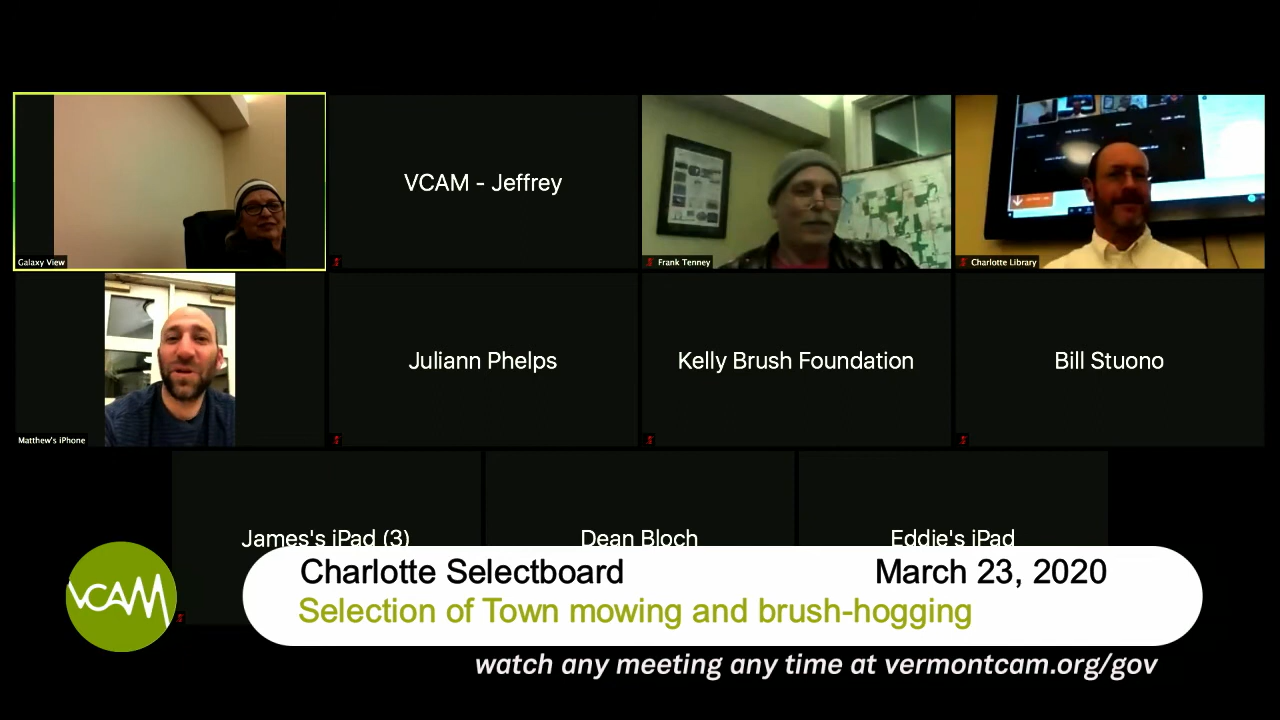 VCAM - Jeffrey
Galaxy View
Frank Tenney
Charlotte Library
Juliann Phelps
Kelly Brush Foundation
Bill Stuono
Matthew's iPhone
James's iPad (3)
Dean Bloch
Eddie's iPad
VCAM
Charlotte Selectboard
March 23, 2020
Selection of Town mowing and brush-hogging
watch any meeting any time at vermontcam.org/gov